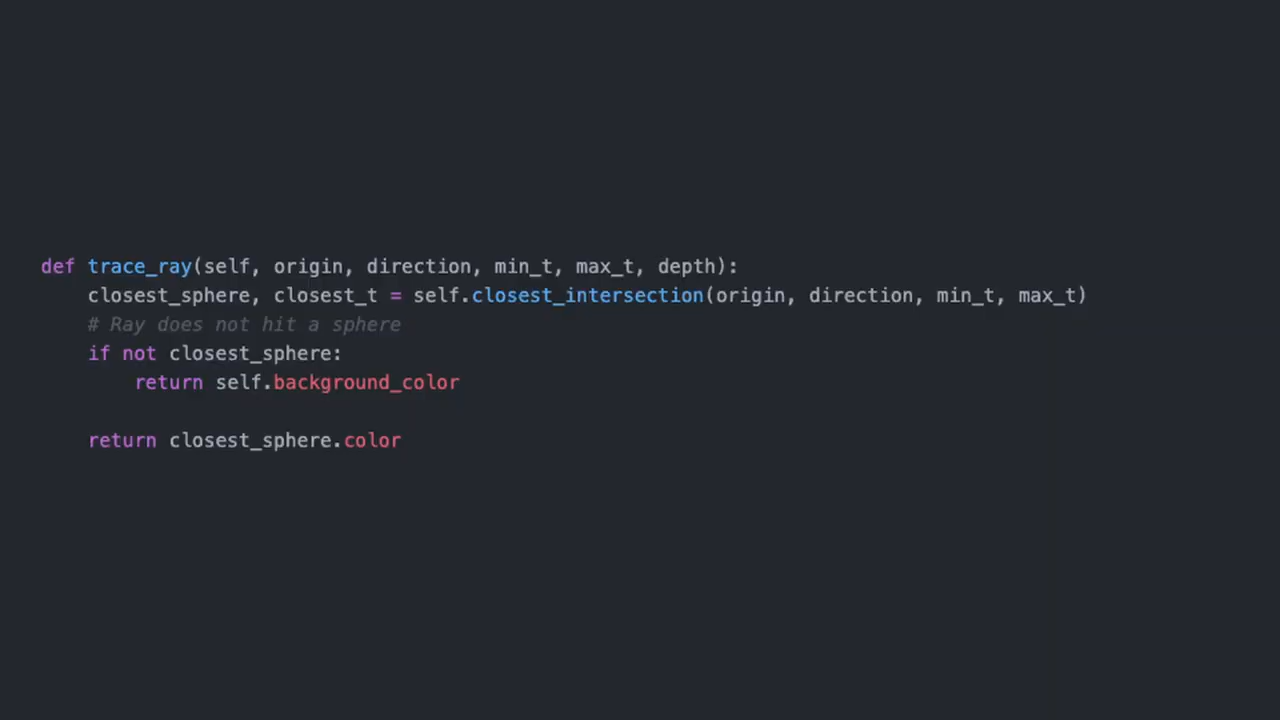 def trace_ray(self, origin, direction, min_t, max_t, depth):
    closest_sphere, closest_t = self.closest_intersection(origin, direction, min_t, max_t)
    # Ray does not hit a sphere
    if not closest_sphere:
        return self.background_color

    return closest_sphere.color